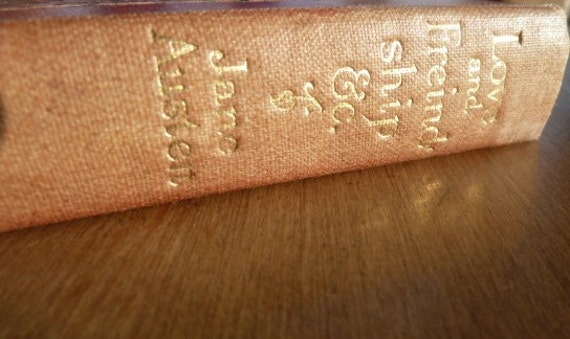 Love
and
Freind
ship
&c.
Jane
Austen